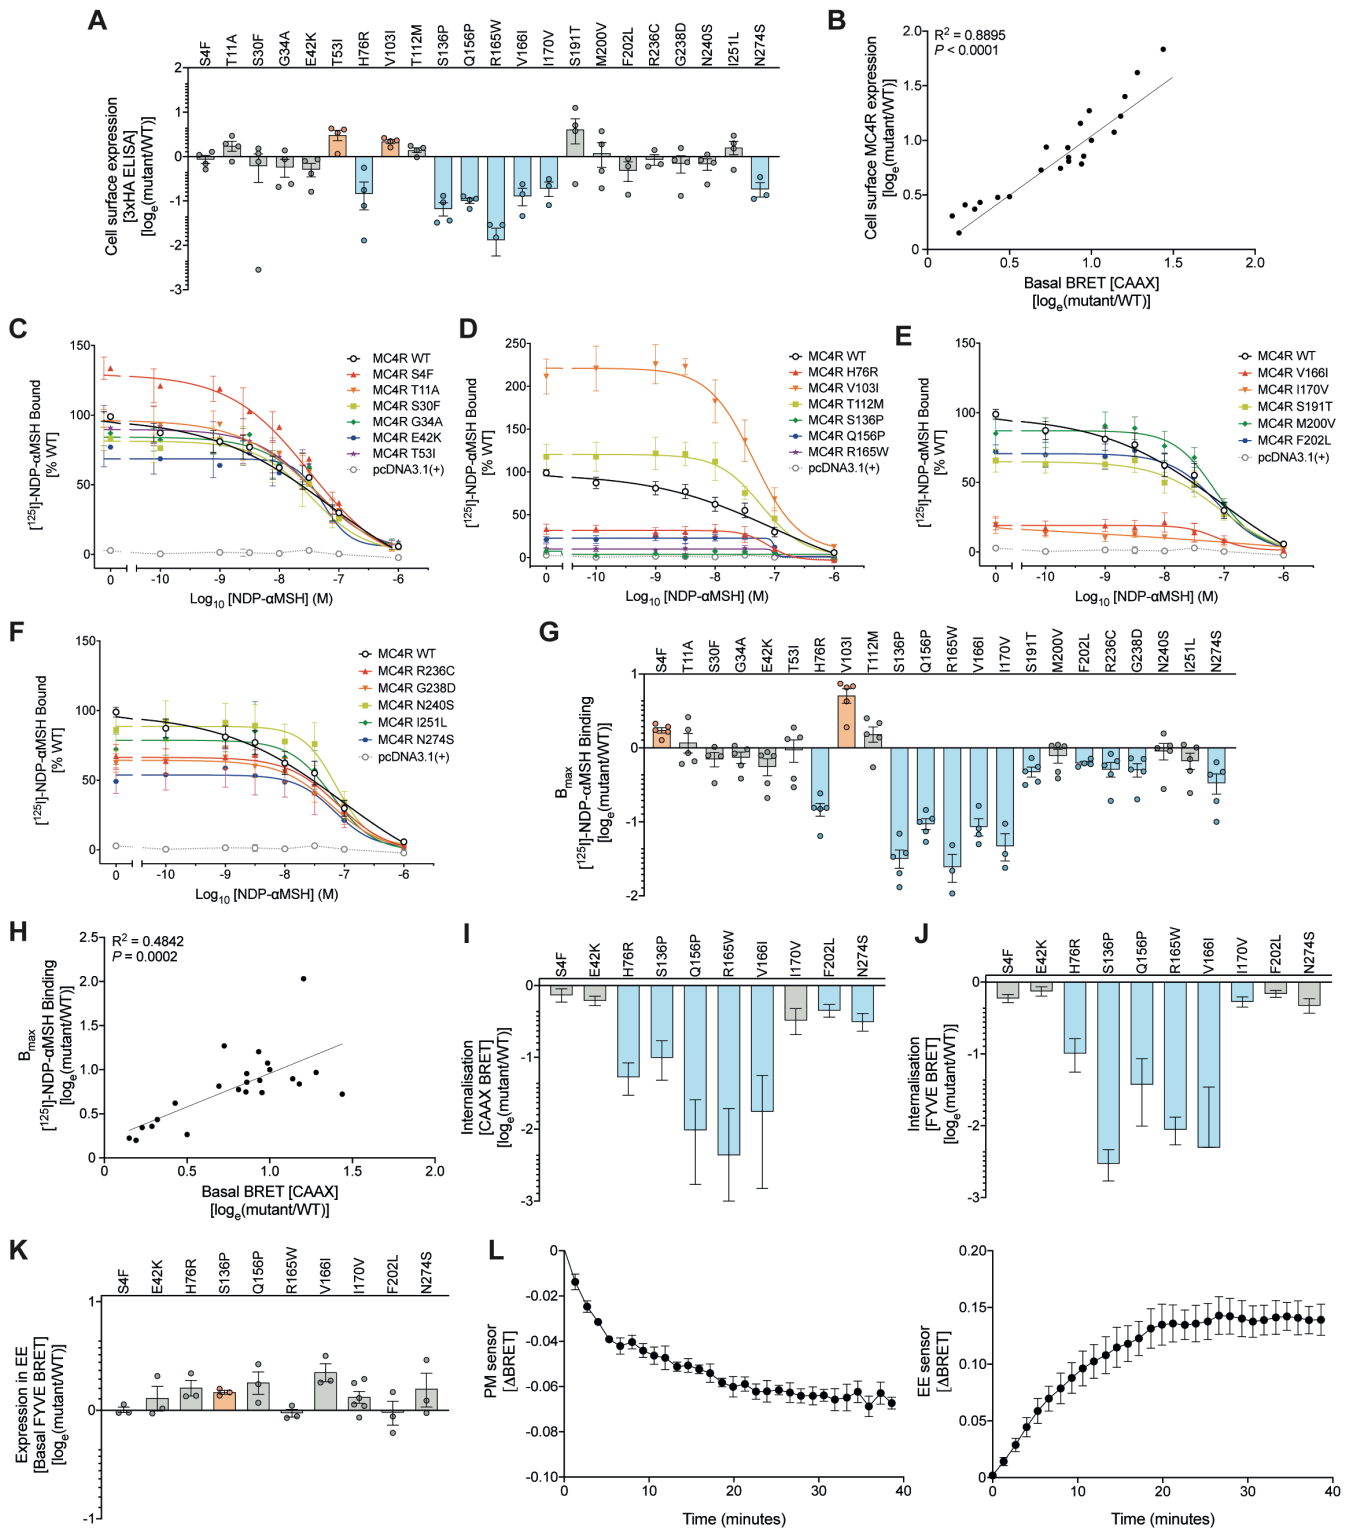 A
S4F
T11A
S30F
G34A
E42K
T53I
H76R
V103I
T112M
S136P
Q156P
R165W
V166I
I170V
S191T
M200V
F202L
R236C
G238D
N240S
I251L
N274S
Cell surface expression
[3xHA ELISA]
[logₑ(mutant/WT)]
2
1
0
-1
-2
-3
B
R² = 0.8895
P < 0.0001
Cell surface MC4R expression
[logₑ(mutant/WT)]
2.0
1.5
1.0
0.5
0
0
0.5
1.0
1.5
2.0
Basal BRET [CAAX]
[logₑ(mutant/WT)]
C
[¹²⁵I]-NDP-αMSH Bound
[% WT]
150
100
50
0
0
-10
-9
-8
-7
-6
Log₁₀ [NDP-αMSH] (M)
MC4R WT
MC4R S4F
MC4R T11A
MC4R S30F
MC4R G34A
MC4R E42K
MC4R T53I
pcDNA3.1(+)
D
[¹²⁵I]-NDP-αMSH Bound
[% WT]
250
200
150
100
50
0
0
-10
-9
-8
-7
-6
Log₁₀ [NDP-αMSH] (M)
MC4R WT
MC4R H76R
MC4R V103I
MC4R T112M
MC4R S136P
MC4R Q156P
MC4R R165W
pcDNA3.1(+)
E
[¹²⁵I]-NDP-αMSH Bound
[% WT]
150
100
50
0
0
-10
-9
-8
-7
-6
Log₁₀ [NDP-αMSH] (M)
MC4R WT
MC4R V166I
MC4R I170V
MC4R S191T
MC4R M200V
MC4R F202L
pcDNA3.1(+)
F
[¹²⁵I]-NDP-αMSH Bound
[% WT]
150
100
50
0
0
-10
-9
-8
-7
-6
Log₁₀ [NDP-αMSH] (M)
MC4R WT
MC4R R236C
MC4R G238D
MC4R N240S
MC4R I251L
MC4R N274S
pcDNA3.1(+)
G
S4F
T11A
S30F
G34A
E42K
T53I
H76R
V103I
T112M
S136P
Q156P
R165W
V166I
I170V
S191T
M200V
F202L
R236C
G238D
N240S
I251L
N274S
Bₘₐₓ
[¹²⁵I]-NDP-αMSH Binding
[logₑ(mutant/WT)]
1
0
-1
-2
H
R² = 0.4842
P = 0.0002
Bₘₐₓ
[¹²⁵I]-NDP-αMSH Binding
[logₑ(mutant/WT)]
2.5
2.0
1.5
1.0
0.5
0
0
0.5
1.0
1.5
2.0
Basal BRET [CAAX]
[logₑ(mutant/WT)]
I
S4F
E42K
H76R
S136P
Q156P
R165W
V166I
I170V
F202L
N274S
Internalisation
[CAAX BRET]
[logₑ(mutant/WT)]
0
-1
-2
-3
J
S4F
E42K
H76R
S136P
Q156P
R165W
V166I
I170V
F202L
N274S
Internalisation
[FYVE BRET]
[logₑ(mutant/WT)]
0
-1
-2
-3
K
S4F
E42K
H76R
S136P
Q156P
R165W
V166I
I170V
F202L
N274S
Expression in EE
[Basal FYVE BRET]
[logₑ(mutant/WT)]
1
0
-1
L
PM sensor
[ΔBRET]
0
-0.02
-0.04
-0.06
-0.08
-0.10
0
10
20
30
40
Time (minutes)
EE sensor
[ΔBRET]
0.20
0.15
0.10
0.05
0
0
10
20
30
40
Time (minutes)